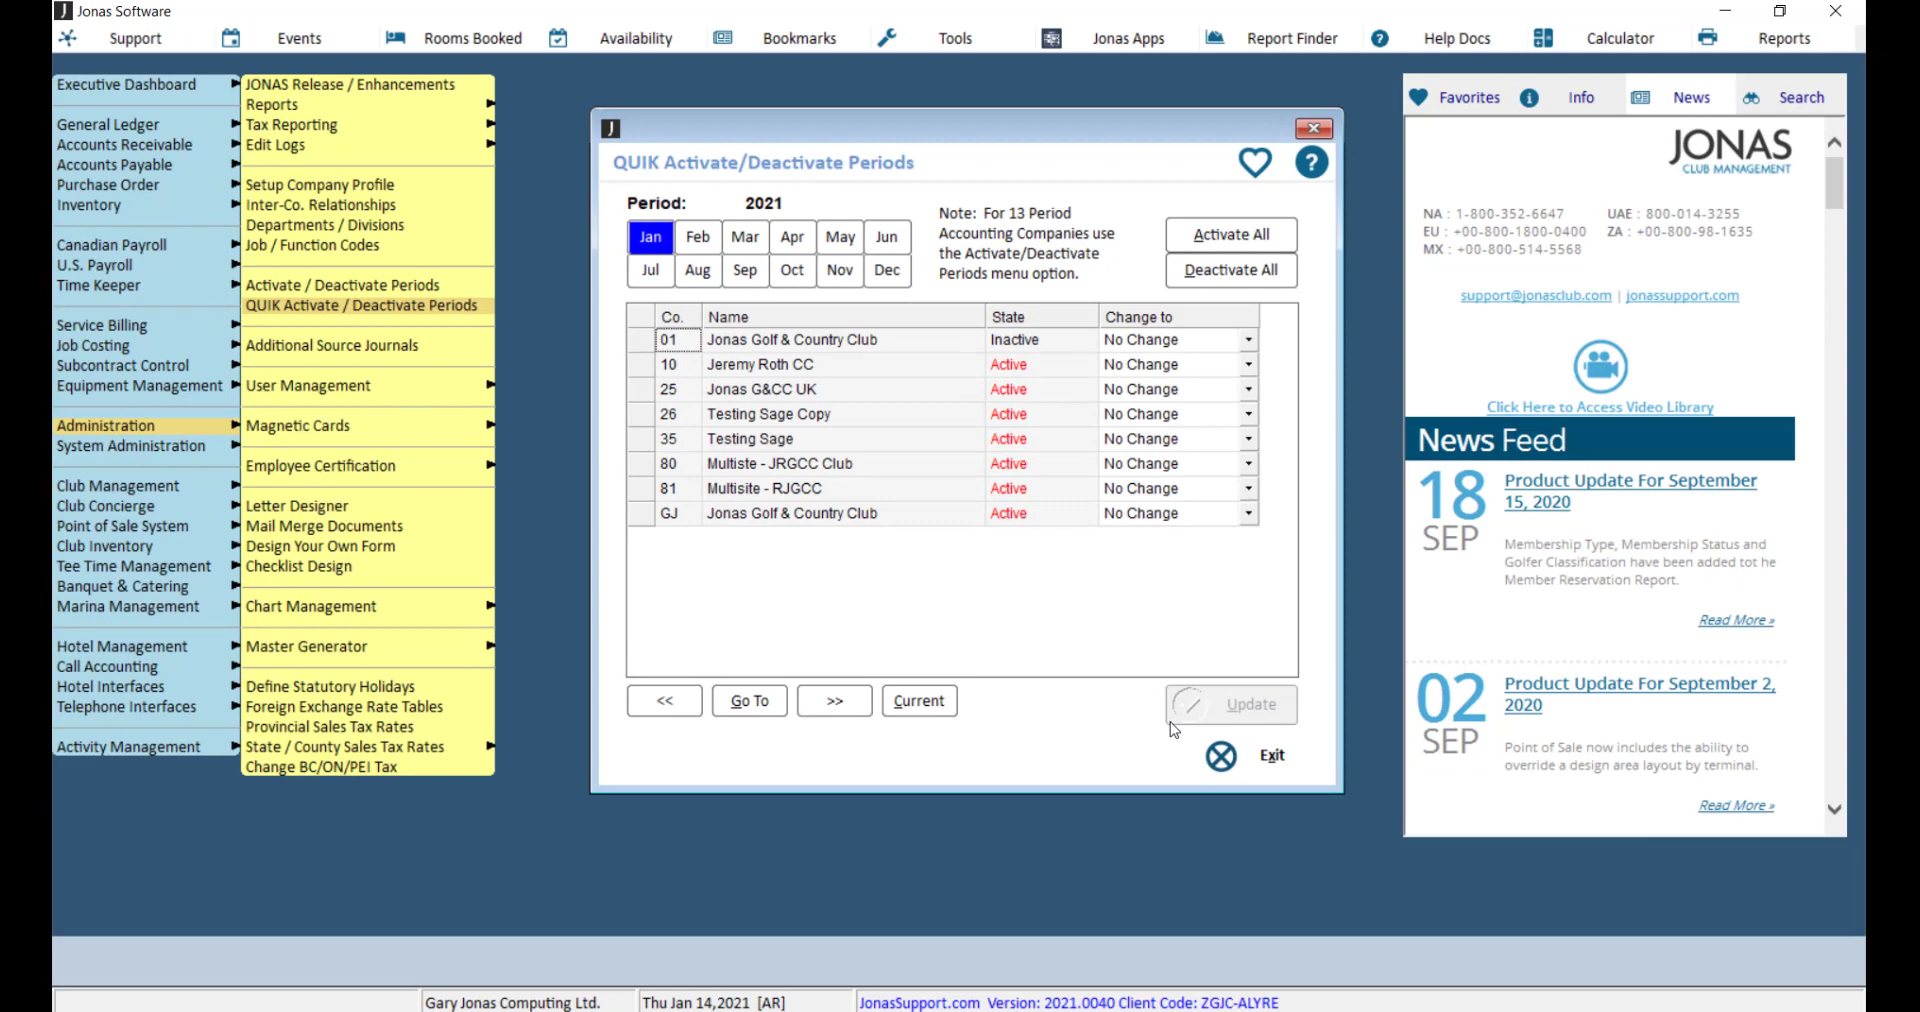 J Jonas Software
Support Events Rooms Booked Availability Bookmarks Tools Jonas Apps Report Finder ? Help Docs Calculator Reports
Executive Dashboard
General Ledger
Accounts Receivable
Accounts Payable
Purchase Order
Inventory
Canadian Payroll
U.S. Payroll
Time Keeper
Service Billing
Job Costing
Subcontract Control
Equipment Management
Administration
System Administration
Club Management
Club Concierge
Point of Sale System
Club Inventory
Tee Time Management
Banquet & Catering
Marina Management
Hotel Management
Call Accounting
Hotel Interfaces
Telephone Interfaces
Activity Management
JONAS Release / Enhancements
Reports
Tax Reporting
Edit Logs
Setup Company Profile
Inter-Co. Relationships
Departments / Divisions
Job / Function Codes
Activate / Deactivate Periods
QUIK Activate / Deactivate Periods
Additional Source Journals
User Management
Magnetic Cards
Employee Certification
Letter Designer
Mail Merge Documents
Design Your Own Form
Checklist Design
Chart Management
Master Generator
Define Statutory Holidays
Foreign Exchange Rate Tables
Provincial Sales Tax Rates
State / County Sales Tax Rates
Change BC/ON/PEI Tax
J
QUIK Activate/Deactivate Periods ?
Period: 2021
Jan Feb Mar Apr May Jun
Jul Aug Sep Oct Nov Dec
Note: For 13 Period
Accounting Companies use
the Activate/Deactivate
Periods menu option.
Activate All
Deactivate All
Co. Name State Change to
01 Jonas Golf & Country Club Inactive No Change
10 Jeremy Roth CC Active No Change
25 Jonas G&CC UK Active No Change
26 Testing Sage Copy Active No Change
35 Testing Sage Active No Change
80 Multiste - JRGCC Club Active No Change
81 Multisite - RJGCC Active No Change
GJ Jonas Golf & Country Club Active No Change
<< Go To >> Current Update
Exit
Favorites Info News Search
JONAS
CLUB MANAGEMENT
NA : 1-800-352-6647 UAE : 800-014-3255
EU : +00-800-1800-0400 ZA : +00-800-98-1635
MX : +00-800-514-5568
support@jonasclub.com | jonassupport.com
Click Here to Access Video Library
News Feed
18
SEP
Product Update For September
15, 2020
Membership Type, Membership Status and
Golfer Classification have been added tot he
Member Reservation Report.
Read More »
02
SEP
Product Update For September 2,
2020
Point of Sale now includes the ability to
override a design area layout by terminal.
Read More »
Gary Jonas Computing Ltd. Thu Jan 14,2021 [AR] JonasSupport.com Version: 2021.0040 Client Code: ZGJC-ALYRE